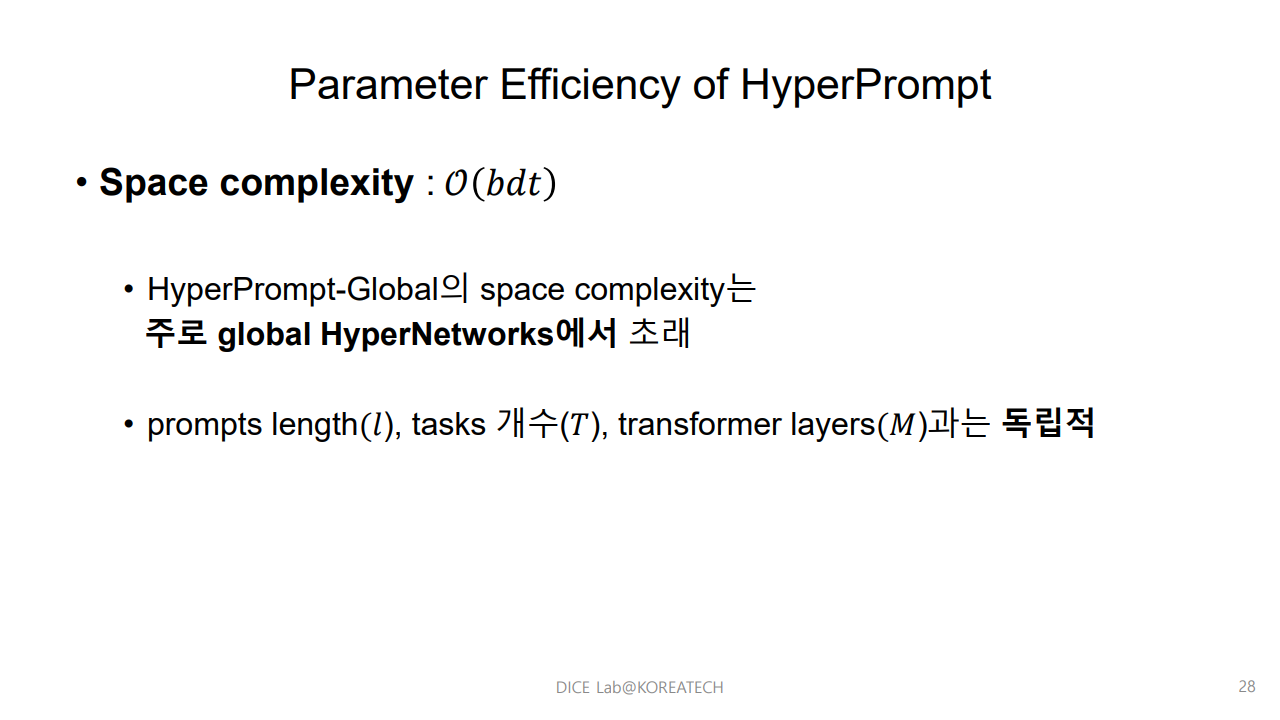 Parameter Efficiency of HyperPrompt
• Space complexity : 𝒪(𝑏𝑑𝑡)
• HyperPrompt-Global의 space complexity는
주로 global HyperNetworks에서 초래
• prompts length(𝑙), tasks 개수(𝑇), transformer layers(𝑀)과는 독립적
DICE Lab@KOREATECH
28